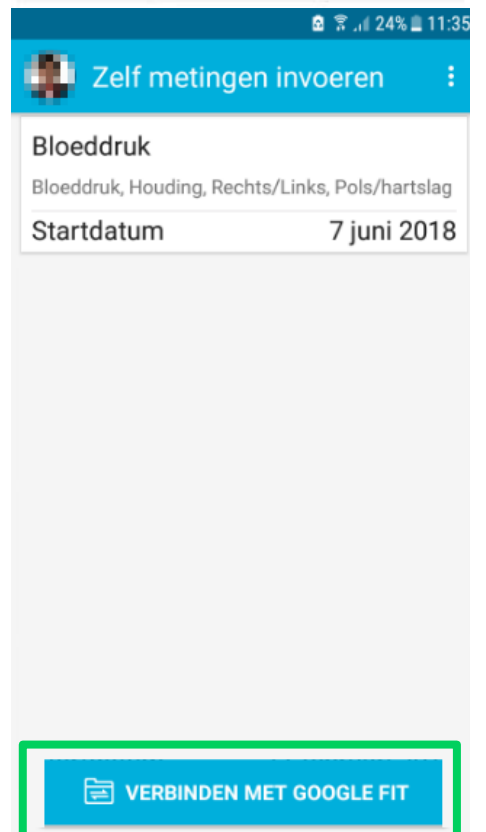 24% 11:35
Zelf metingen invoeren
Bloeddruk
Bloeddruk, Houding, Rechts/Links, Pols/hartslag
Startdatum 7 juni 2018
VERBINDEN MET GOOGLE FIT